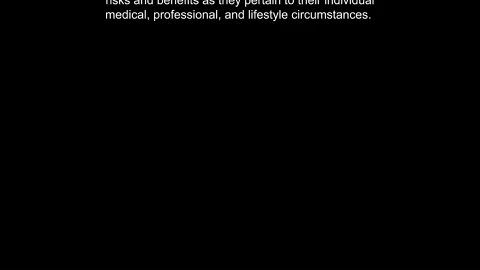 risks and benefits as they pertain to their individual
medical, professional, and lifestyle circumstances.